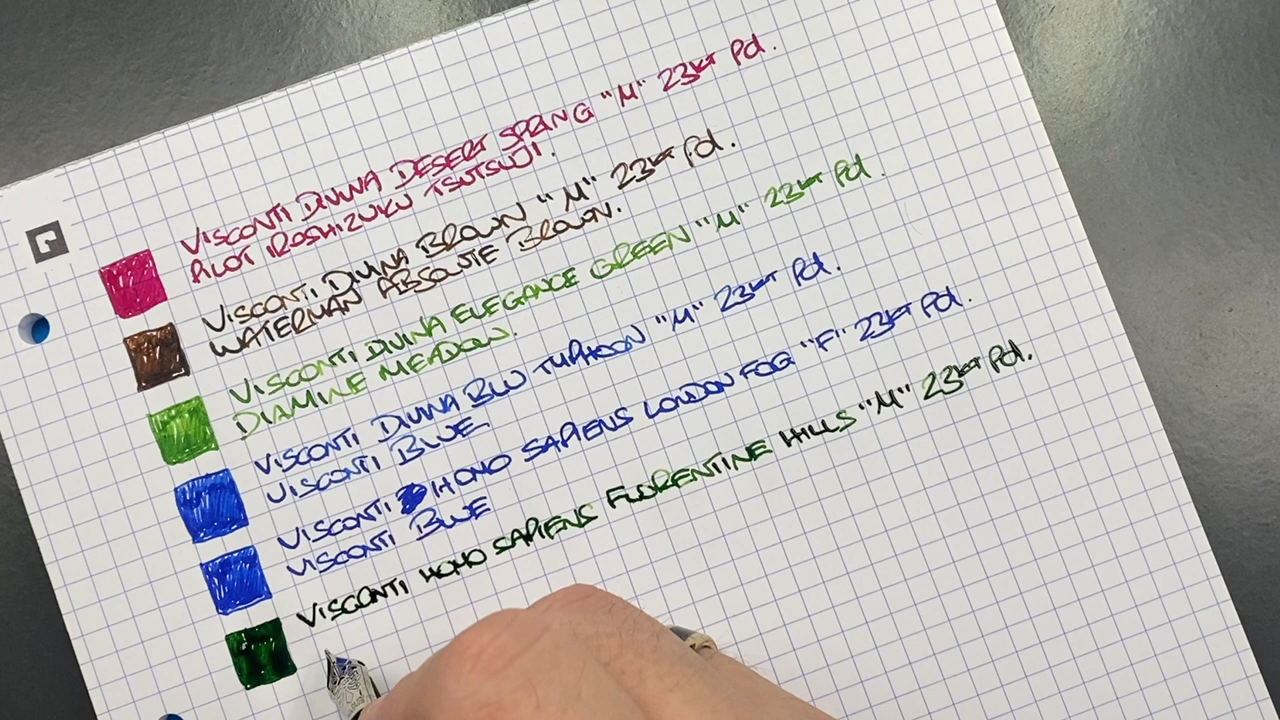 VISCONTI DIVINA DESERT SPRING "M" 23kt Pd.
PILOT IROSHIZUKU TSUTSUJI.
VISCONTI DIVINA BROWN "M" 23kt Pd.
WATERMAN ABSOLUTE BROWN.
VISCONTI DIVINA ELEGANCE GREEN "M" 23kt Pd.
DIAMINE MEADOW.
VISCONTI DIVINA BLU TYPHOON "M" 23kt Pd.
VISCONTI BLUE
VISCONTI HOMO SAPIENS LONDON FOG "F" 23kt Pd.
VISCONTI BLUE
VISCONTI HOMO SAPIENS FLORENTINE HILLS "M" 23kt Pd.